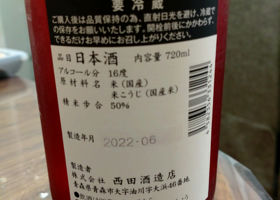 要冷蔵
ご購入後は品質保持の為、直射日光を避け、冷蔵で
の保存をお願いいたします。開栓前後にかかわらず、
できるだけお早めにお召し上がりください。
品目 日本酒 内容量 720ml
アルコール分 16度
原材料名 米(国産)
米こうじ(国産米)
精米歩合 50%
製造年月 2022-06
製造者
株式会社 西田酒造店
青森県青森市大字油川字大浜46番地